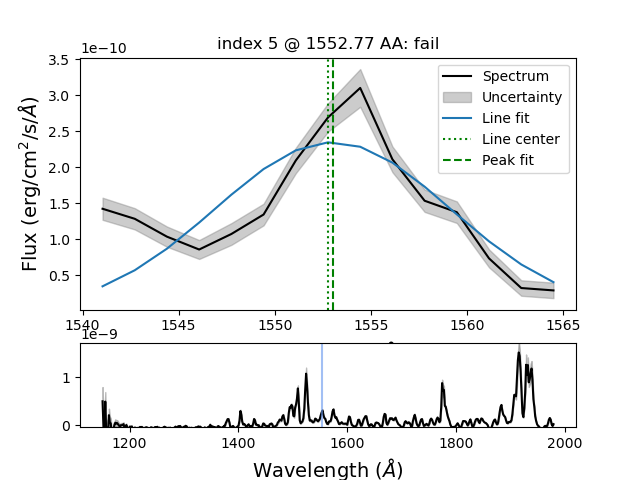 index 5 @ 1552.77 AA: fail
1e−10
3.5
3.0
2.5
2.0
1.5
1.0
0.5
Flux (erg/cm²/s/Å)
Spectrum
Uncertainty
Line fit
Line center
Peak fit
1540 1545 1550 1555 1560 1565
1e−9
1
0
1200 1400 1600 1800 2000
Wavelength (Å)